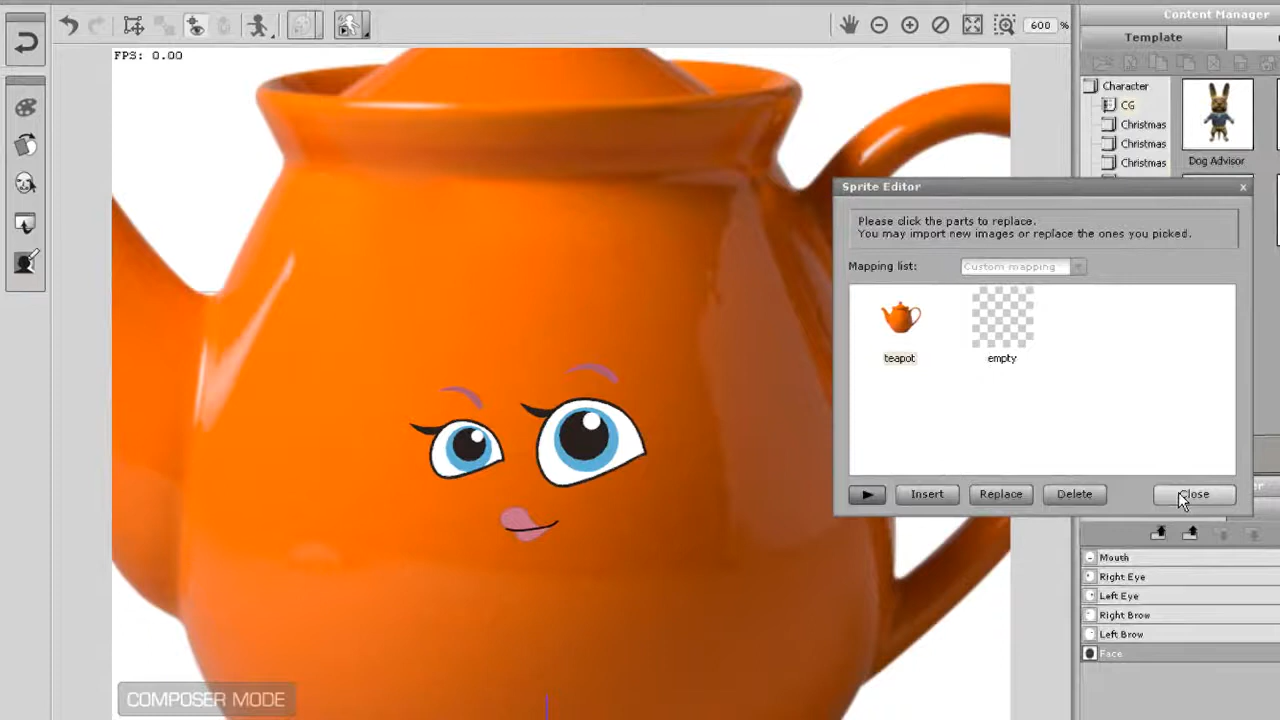 Content Manager
600 %
Template
FPS: 0.00
Character
CG
Christmas
Christmas
Christmas
Dog Advisor
Sprite Editor
x
Please click the parts to replace.
You may import new images or replace the ones you picked.
Mapping list:
Custom mapping
teapot
empty
Insert
Replace
Delete
Close
Mouth
Right Eye
Left Eye
Right Brow
Left Brow
Face
COMPOSER MODE